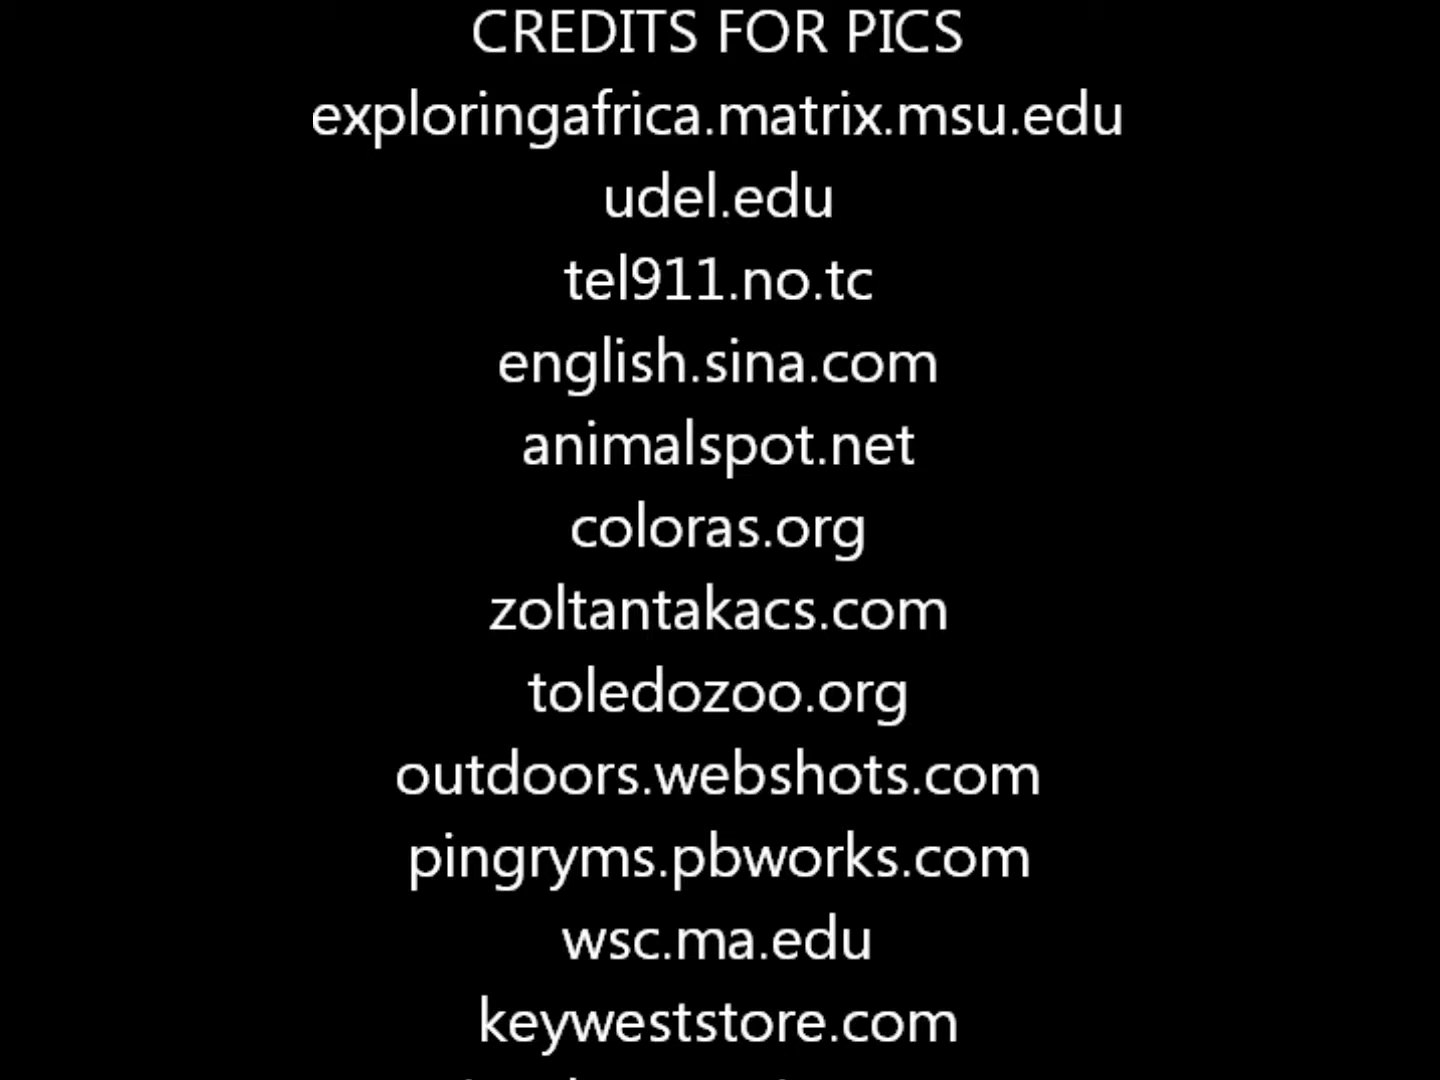 CREDITS FOR PICS
exploringafrica.matrix.msu.edu
udel.edu
tel911.no.tc
english.sina.com
animalspot.net
coloras.org
zoltantakacs.com
toledozoo.org
outdoors.webshots.com
pingryms.pbworks.com
wsc.ma.edu
keyweststore.com